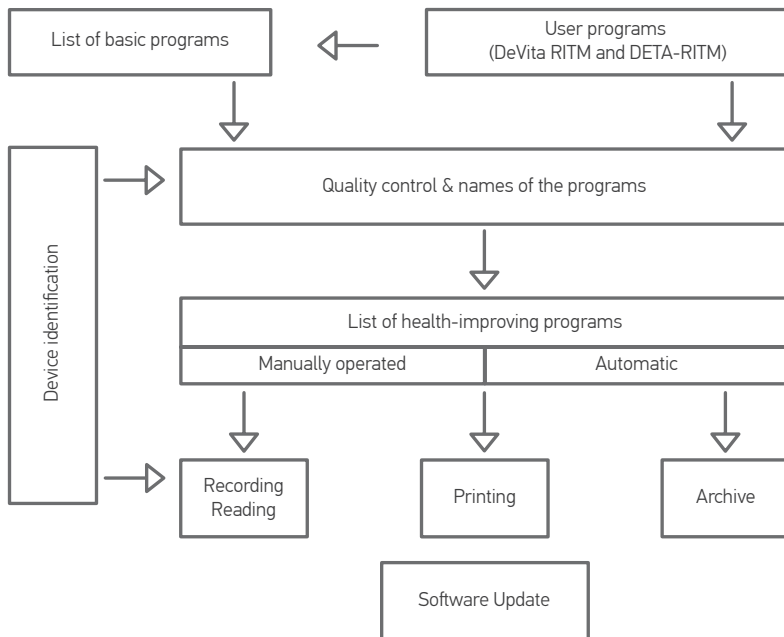 List of basic programs
User programs
(DeVita RITM and DETA-RITM)
Quality control & names of the programs
Device identification
List of health-improving programs
Manually operated
Automatic
Recording
Reading
Printing
Archive
Software Update